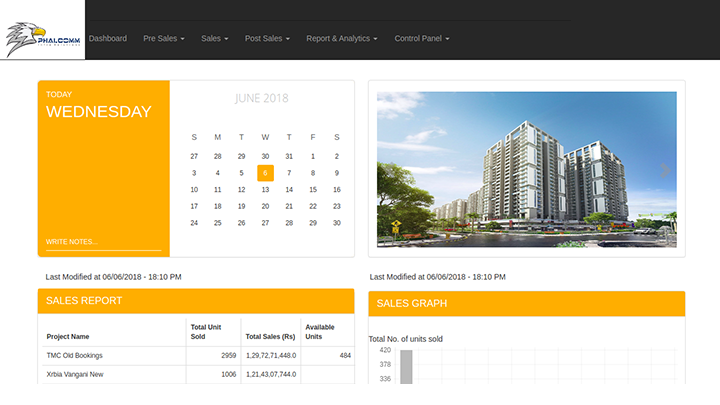 PHALCOMM
Dashboard Pre Sales Sales Post Sales Report & Analytics Control Panel
TODAY
WEDNESDAY
WRITE NOTES...
JUNE 2018
S M T W T F S
27 28 29 30 31 1 2
3 4 5 6 7 8 9
10 11 12 13 14 15 16
17 18 19 20 21 22 23
24 25 26 27 28 29 30
Last Modified at 06/06/2018 - 18:10 PM
Last Modified at 06/06/2018 - 18:10 PM
SALES REPORT
Project Name Total Unit Sold Total Sales (Rs) Available Units
TMC Old Bookings 2959 1,29,72,71,448.0 484
Xrbia Vangani New 1006 1,21,43,07,744.0
SALES GRAPH
Total No. of units sold
420
378
336